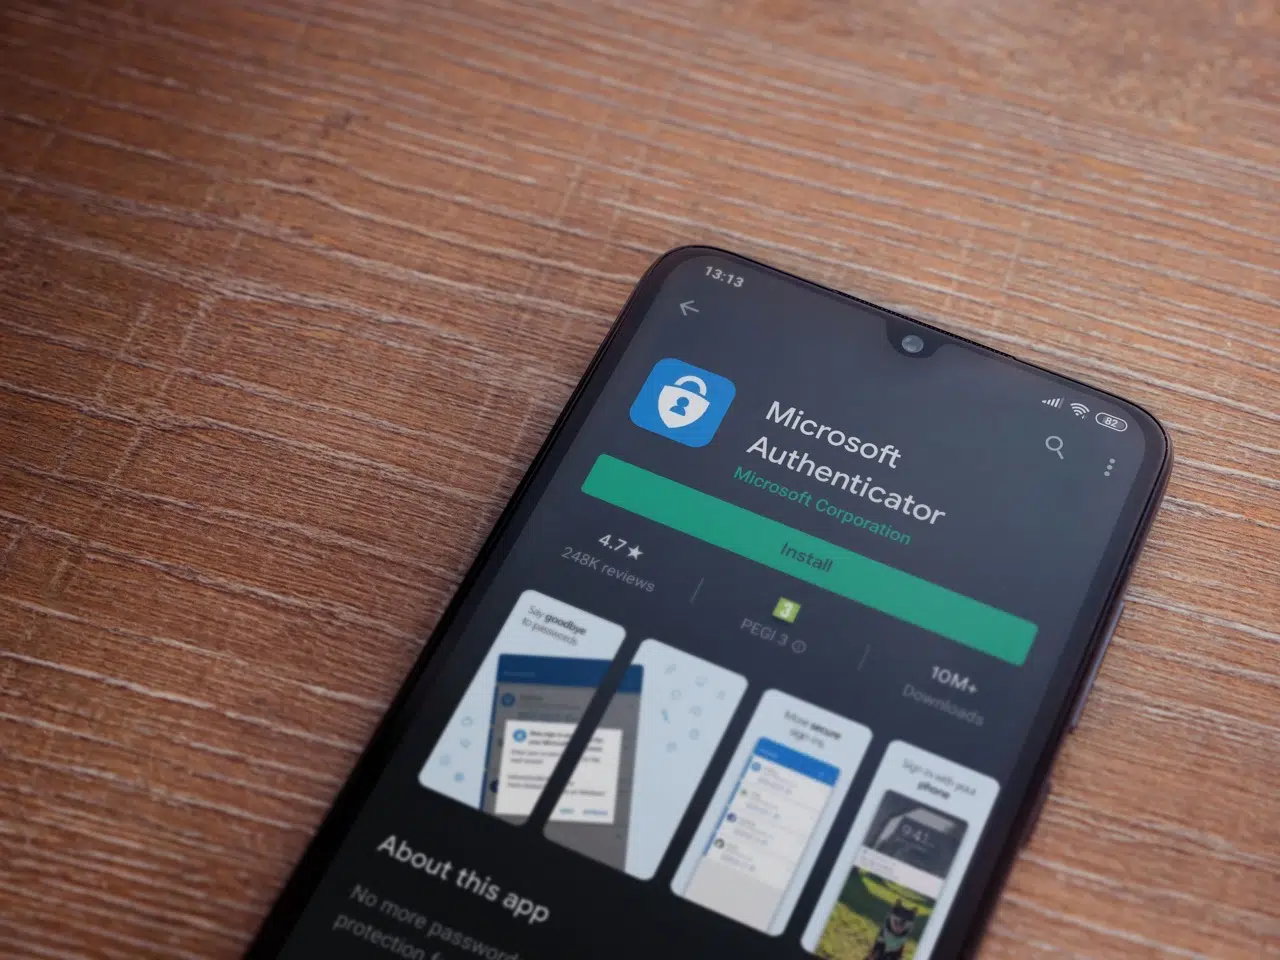 13:13
82
Microsoft
Authenticator
Microsoft Corporation
Install
4.7★
248K reviews
3
PEGI 3
10M+
Downloads
Say goodbye
to passwords
More secure
sign-ins
Sign in with your
phone
9:41
About this app
No more password
protection f